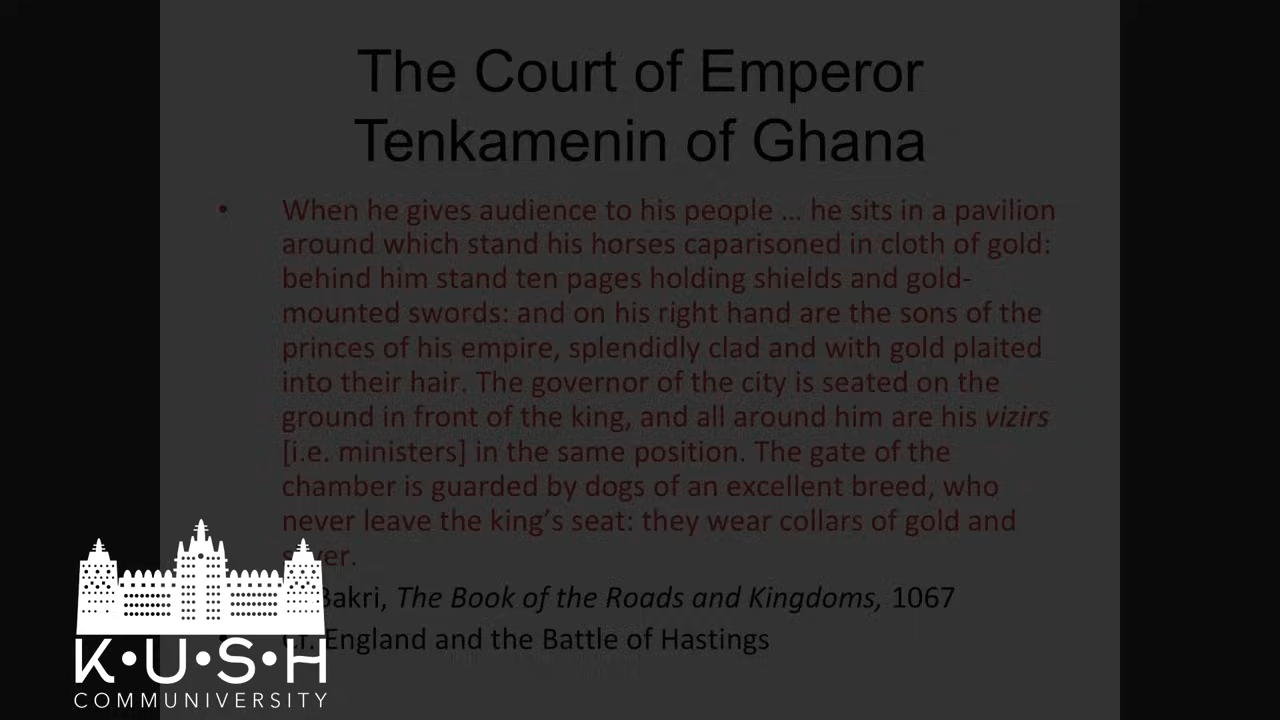 The Court of Emperor
Tenkamenin of Ghana
• When he gives audience to his people ... he sits in a pavilion
around which stand his horses caparisoned in cloth of gold:
behind him stand ten pages holding shields and gold-
mounted swords: and on his right hand are the sons of the
princes of his empire, splendidly clad and with gold plaited
into their hair. The governor of the city is seated on the
ground in front of the king, and all around him are his vizirs
[i.e. ministers] in the same position. The gate of the
chamber is guarded by dogs of an excellent breed, who
never leave the king’s seat: they wear collars of gold and
silver.
Bakri, The Book of the Roads and Kingdoms, 1067
Cf. England and the Battle of Hastings
K•U•S•H
COMMUNIVERSITY